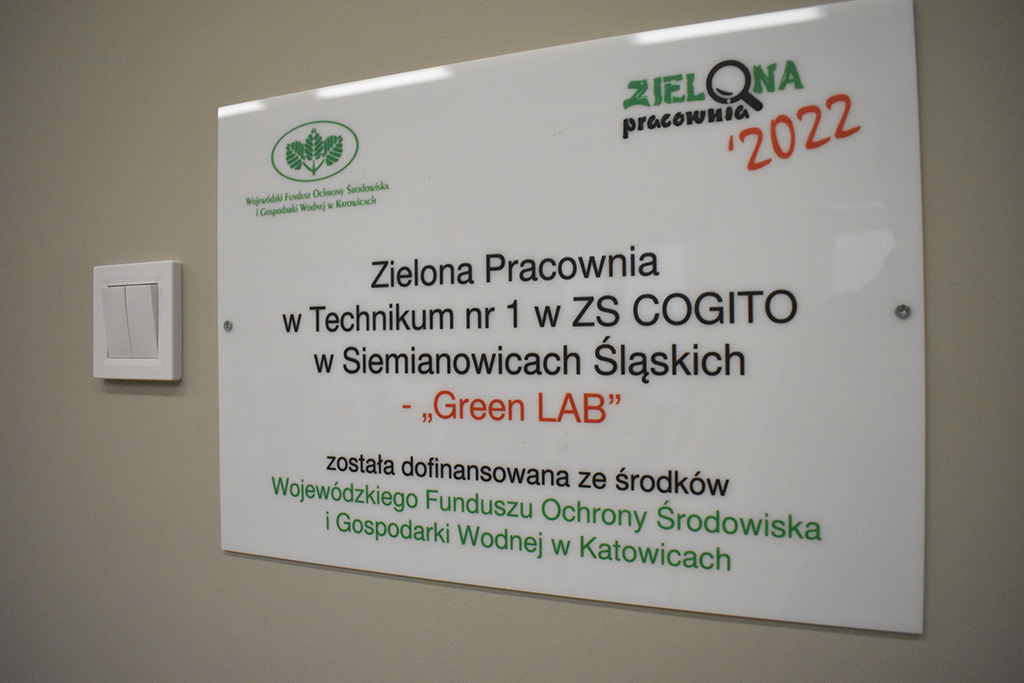 ZIELONA
pracownia
'2022
Wojewódzki Fundusz Ochrony Środowiska
i Gospodarki Wodnej w Katowicach
Zielona Pracownia
w Technikum nr 1 w ZS COGITO
w Siemianowicach Śląskich
- „Green LAB”
została dofinansowana ze środków
Wojewódzkiego Funduszu Ochrony Środowiska
i Gospodarki Wodnej w Katowicach